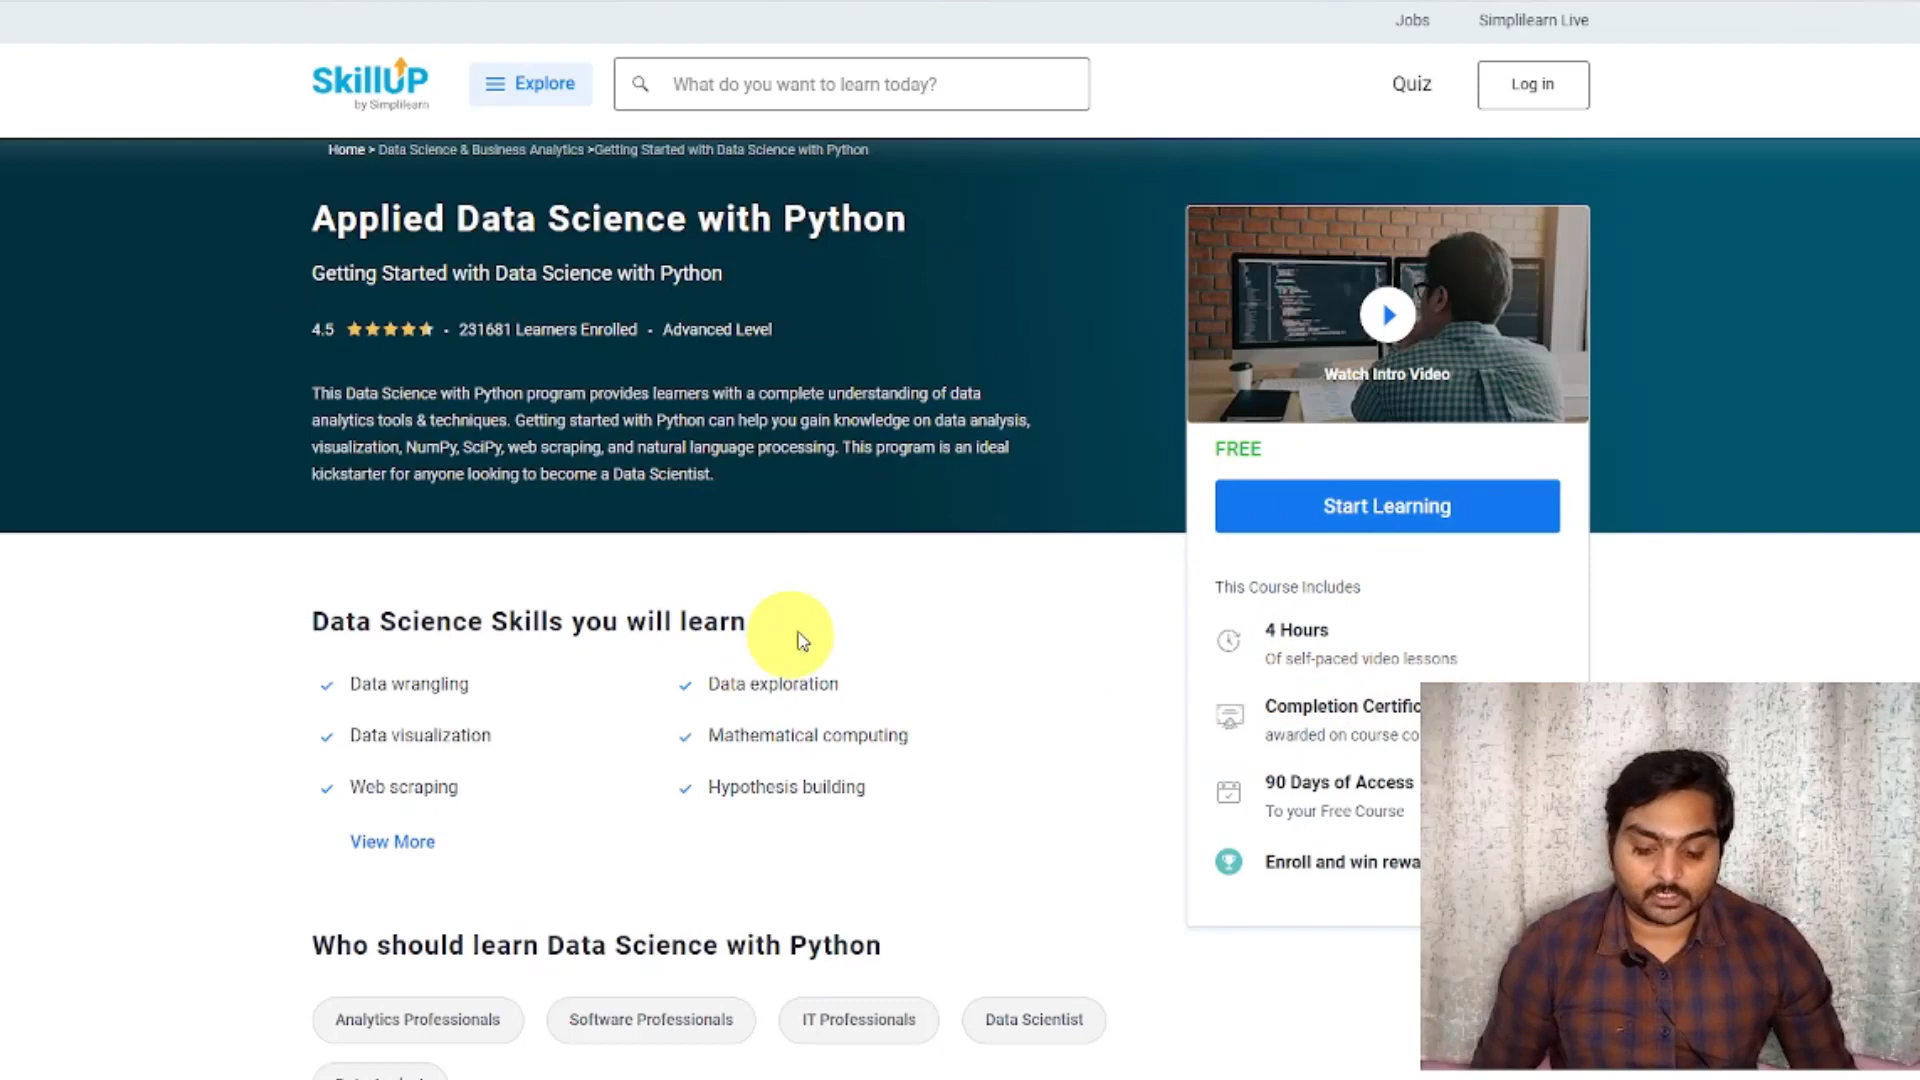 Jobs
Simplilearn Live
SkillUP
by Simplilearn
Explore
What do you want to learn today?
Quiz
Log in
Home > Data Science & Business Analytics >Getting Started with Data Science with Python
Applied Data Science with Python
Getting Started with Data Science with Python
4.5
231681 Learners Enrolled
Advanced Level
This Data Science with Python program provides learners with a complete understanding of data
analytics tools & techniques. Getting started with Python can help you gain knowledge on data analysis,
visualization, NumPy, SciPy, web scraping, and natural language processing. This program is an ideal
kickstarter for anyone looking to become a Data Scientist.
Watch Intro Video
FREE
Start Learning
This Course Includes
4 Hours
Of self-paced video lessons
Completion Certific
awarded on course co
90 Days of Access
To your Free Course
Enroll and win rewa
Data Science Skills you will learn
Data wrangling
Data exploration
Data visualization
Mathematical computing
Web scraping
Hypothesis building
View More
Who should learn Data Science with Python
Analytics Professionals
Software Professionals
IT Professionals
Data Scientist